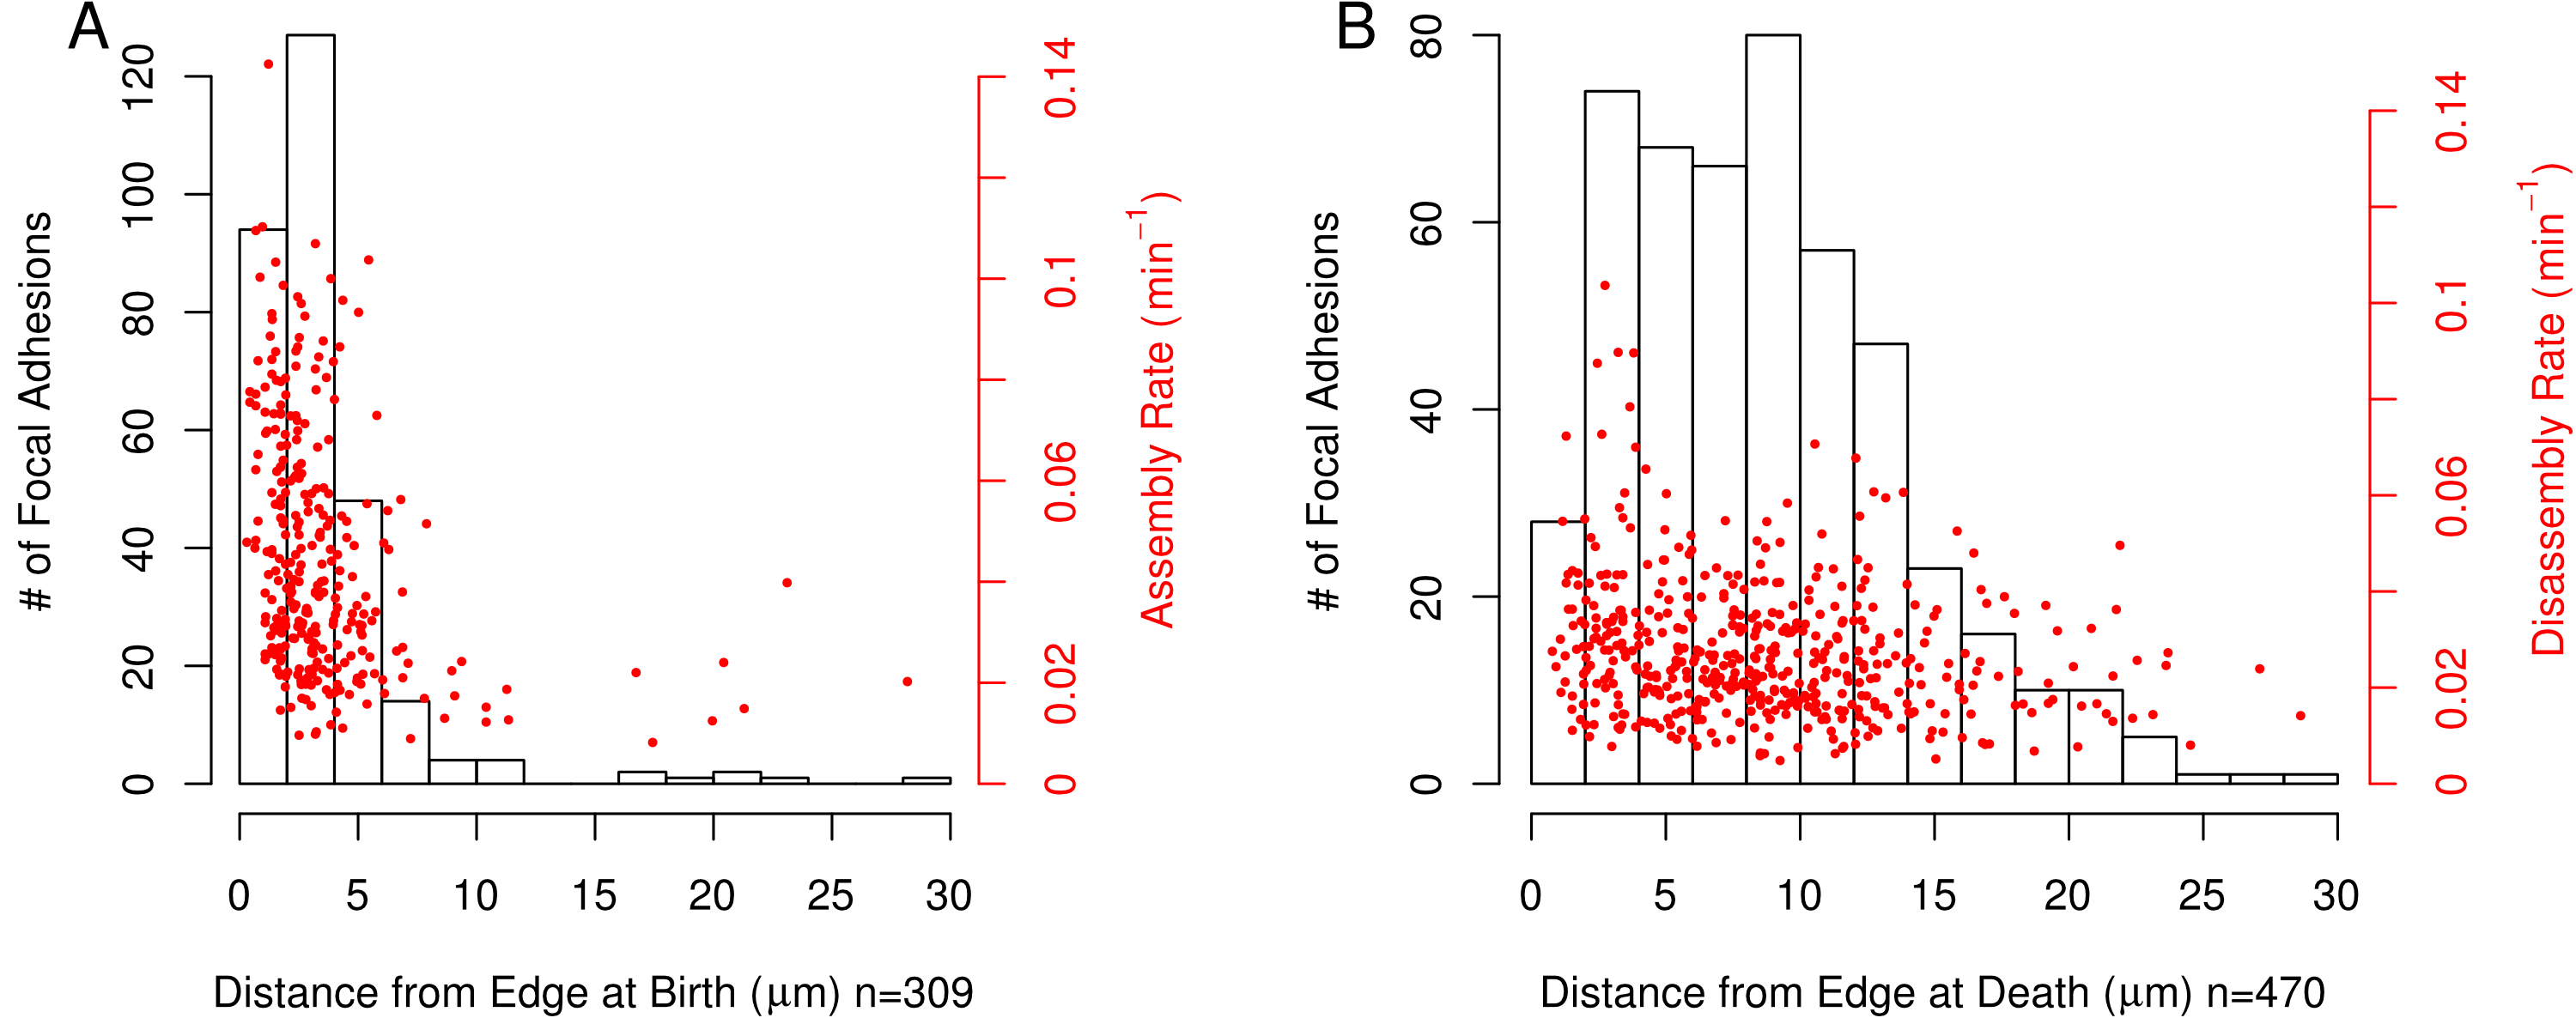 A
# of Focal Adhesions
0 20 40 60 80 100 120
0 0.02 0.06 0.1 0.14
Assembly Rate (min⁻¹)
0 5 10 15 20 25 30
Distance from Edge at Birth (μm) n=309
B
# of Focal Adhesions
0 20 40 60 80
0 0.02 0.06 0.1 0.14
Disassembly Rate (min⁻¹)
0 5 10 15 20 25 30
Distance from Edge at Death (μm) n=470